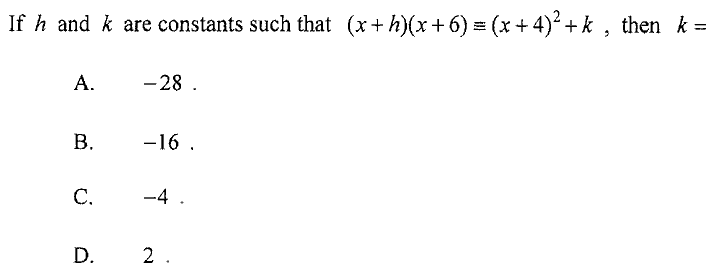 If h and k are constants such that (x+h)(x+6)≡(x+4)²+k , then k =
A. −28 .
B. −16 .
C. −4 .
D. 2 .